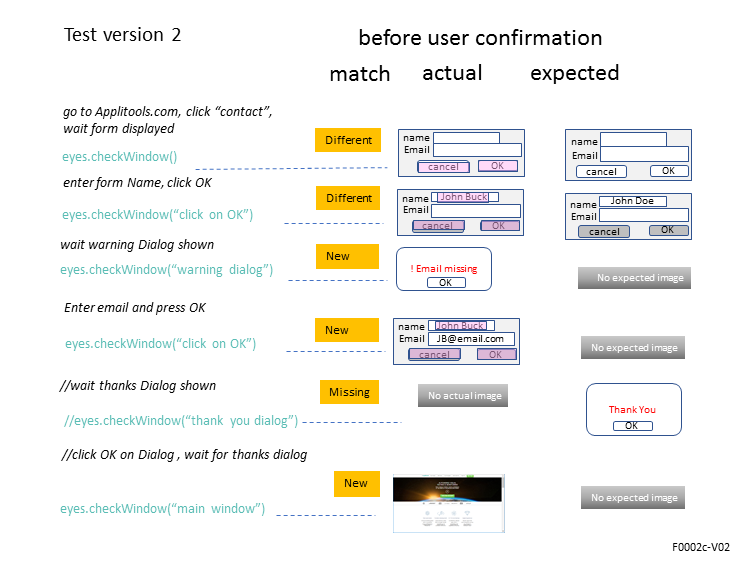 Test version 2
before user confirmation
match actual expected
go to Applitools.com, click “contact”,
wait form displayed
eyes.checkWindow()
Different
name
Email
cancel OK
name
Email
cancel OK
enter form Name, click OK
eyes.checkWindow(“click on OK”)
Different
name John Buck
Email
cancel OK
name John Doe
Email
cancel OK
wait warning Dialog shown
eyes.checkWindow(“warning dialog”)
New
! Email missing
OK
No expected image
Enter email and press OK
eyes.checkWindow(“click on OK”)
New
name John Buck
Email JB@email.com
cancel OK
No expected image
//wait thanks Dialog shown
//eyes.checkWindow(“thank you dialog”)
Missing
No actual image
Thank You
OK
//click OK on Dialog , wait for thanks dialog
eyes.checkWindow(“main window”)
New
No expected image
F0002c-V02